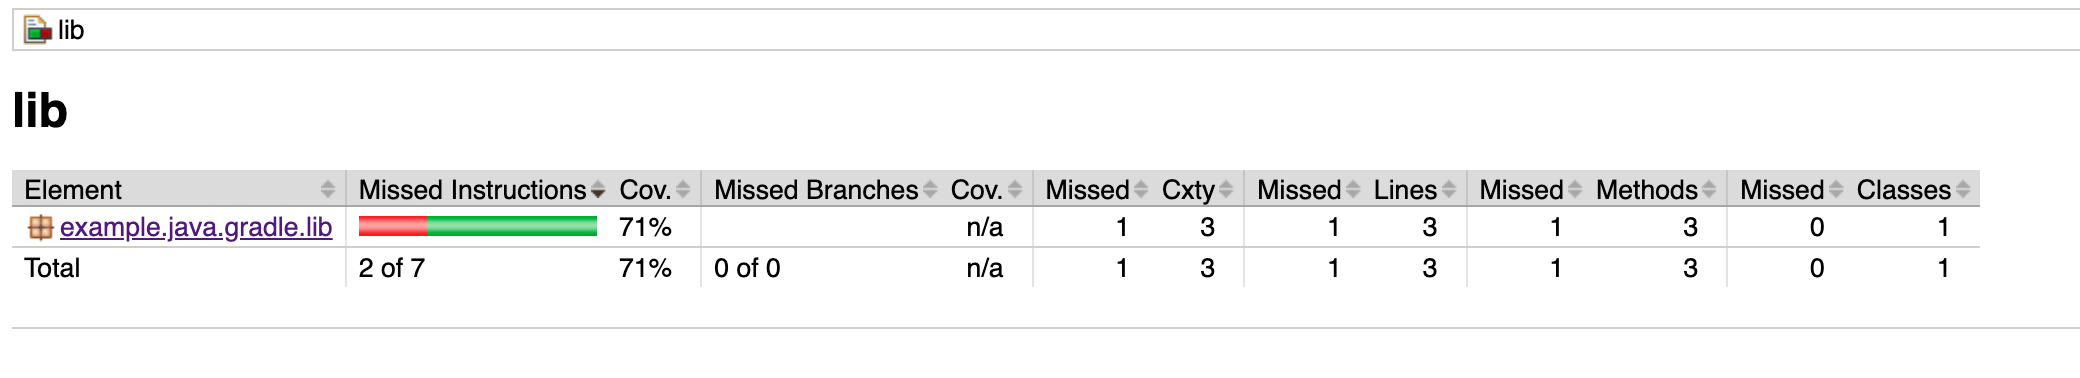 lib
lib
Element Missed Instructions Cov. Missed Branches Cov. Missed Cxty Missed Lines Missed Methods Missed Classes
example.java.gradle.lib 71% n/a 1 3 1 3 1 3 0 1
Total 2 of 7 71% 0 of 0 n/a 1 3 1 3 1 3 0 1